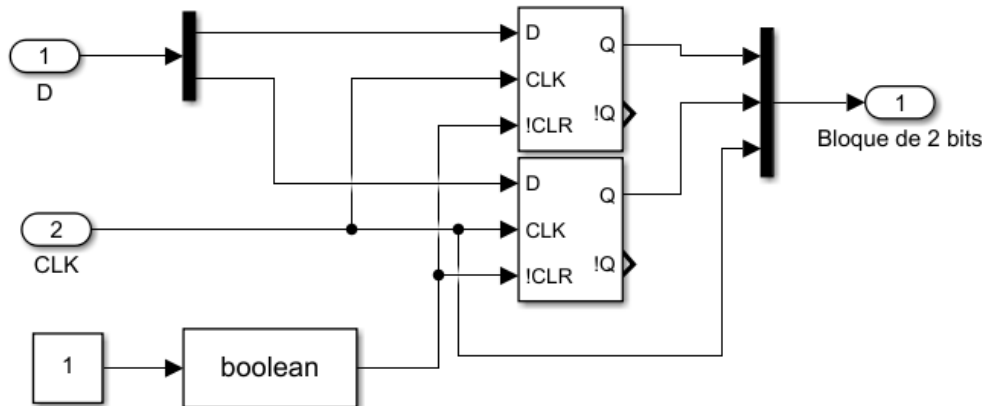 1
D
D
CLK
!CLR
Q
!Q
1
Bloque de 2 bits
2
CLK
D
CLK
!CLR
Q
!Q
1
boolean